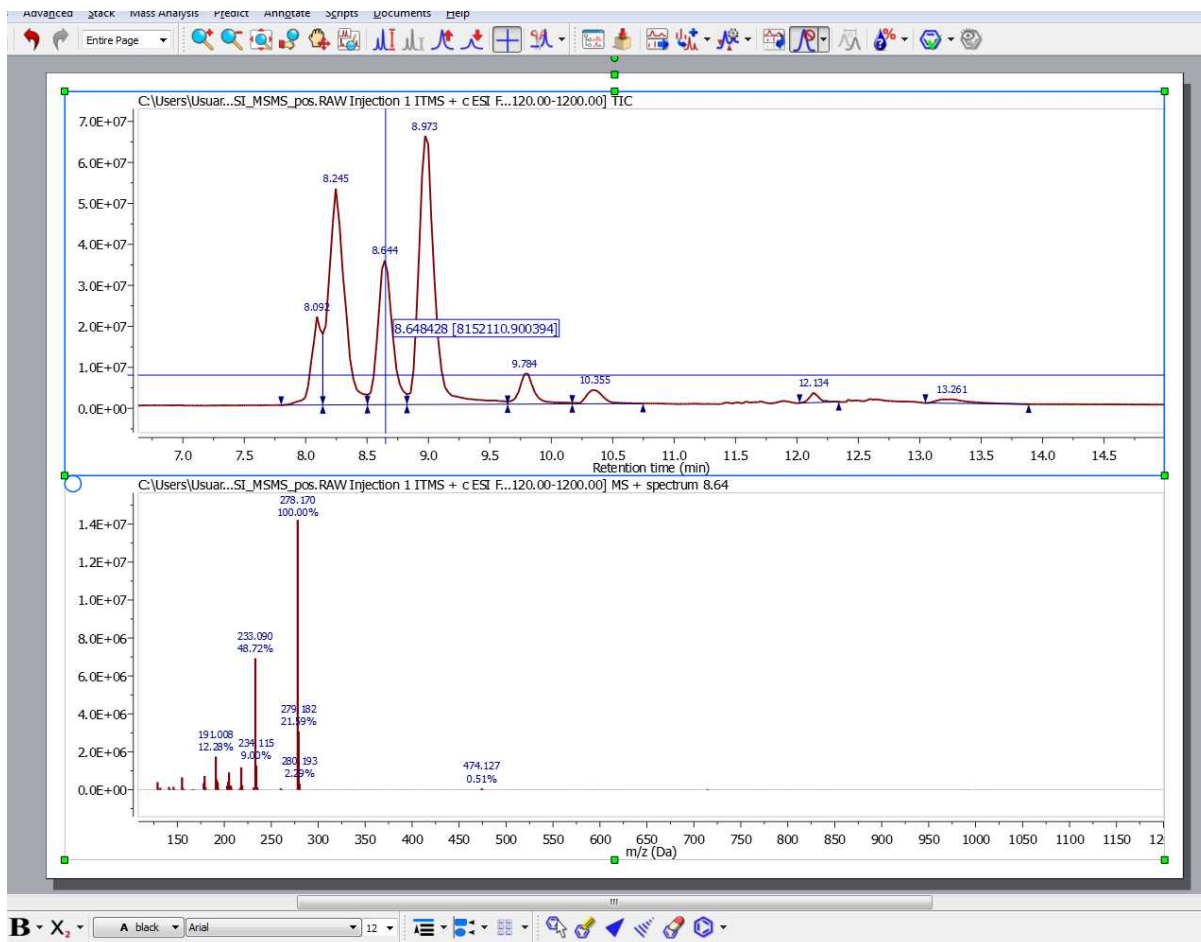 Advanced Stack Mass Analysis Predict Annotate Scripts Documents Help
Entire Page
C:\Users\Usuar...SI_MSMS_pos.RAW Injection 1 ITMS + c ESI F...120.00-1200.00] TIC
7.0E+07
6.0E+07
5.0E+07
4.0E+07
3.0E+07
2.0E+07
1.0E+07
0.0E+00
8.973
8.245
8.644
8.092
8.648428 [8152110.900394]
9.784
10.355
12.134
13.261
7.0 7.5 8.0 8.5 9.0 9.5 10.0 10.5 11.0 11.5 12.0 12.5 13.0 13.5 14.0 14.5
Retention time (min)
C:\Users\Usuar...SI_MSMS_pos.RAW Injection 1 ITMS + c ESI F...120.00-1200.00] MS + spectrum 8.64
1.4E+07
1.2E+07
1.0E+07
8.0E+06
6.0E+06
4.0E+06
2.0E+06
0.0E+00
278.170
100.00%
233.090
48.72%
279.182
21.59%
191.008
12.28%
234.115
9.00%
280.193
2.29%
474.127
0.51%
150 200 250 300 350 400 450 500 550 600 650 700 750 800 850 900 950 1000 1050 1100 1150 12
m/z (Da)
B X2 A black Arial 12